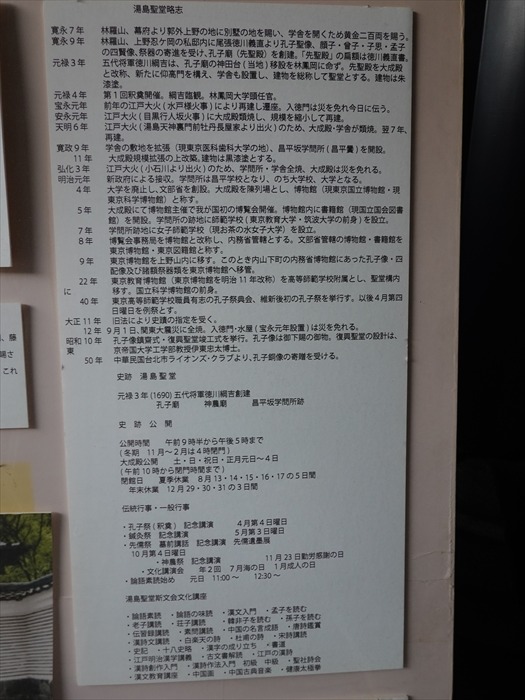 湯島聖堂略志
寛永７年 林羅山、幕府より郭外上野の地に別墅の地を賜い、学舎を開くため黄金二百両を賜う。
寛永９年 林羅山、上野忍ヶ岡の私邸内に尾張徳川義直より孔子聖像、顔子・曾子・子思・孟子
の四賢像、祭器の寄進を受け、孔子廟（先聖殿）を創建。「先聖殿」の扁額は徳川義直書。
元禄３年 五代将軍徳川綱吉は、孔子廟の神田台（当地）移設を林鳳岡に命ず。先聖殿を大成殿
と改称、新たに仰高門を構え、学舎も設置し、建物を総称して聖堂とする。建物は朱
漆塗。
元禄４年 第１回釈奠開催。綱吉臨観。林鳳岡大学頭任官。
宝永元年 前年の江戸大火（水戸様火事）により再建し遷座。入徳門は災を免れ今日に伝う。
安永元年 江戸大火（目黒行人坂火事）に大成殿類焼し、規模を縮小して再建。
天明６年 江戸大火（湯島天神裏門前牡丹長屋家より出火）のため、大成殿・学舎が類焼。翌７年、
再建。
寛政９年 学舎の敷地を拡張（現東京医科歯科大学の地）、昌平坂学問所（昌平黌）を開設。
11年 大成殿規模拡張の上改築。建物は黒漆塗とする。
弘化３年 江戸大火（小石川より出火）のため、学問所・学舎全焼、大成殿は災を免れる。
明治元年 新政府による接収。学問所は昌平学校となり、のち大学校、大学となる。
４年 大学を廃止し、文部省を創設。大成殿を陳列場とし、博物館（現東京国立博物館・現
東京科学博物館）と称す。
５年 大成殿にて博物館主催で我が国初の博覧会開催。博物館内に書籍館（現国立国会図書
館）を開設。学問所の跡地に師範学校（東京教育大学・筑波大学の前身）を設立。
７年 学問所跡地に女子師範学校（現お茶の水女子大学）を設立。
８年 博覧会事務局を博物館と改称し、内務省管轄とする。文部省管轄の博物館・書籍館を
東京博物館・東京図書館と称す。
９年 東京博物館を上野山内に移す。このとき内山下町の内務省博物館にあった孔子像・四
配像及び諸類祭器類を東京博物館へ移管。
22年 東京教育博物館（東京博物館を明治11年改称）を高等師範学校附属とし、聖堂構内
に 移す。国立科学博物館の前身。
40年 東京高等師範学校職員有志の孔子祭典会、維新後初の孔子祭を挙行す。以後４月第四
日曜日を例祭とす。
大正11年 旧法により史蹟の指定を受く。
12年 ９月１日、関東大震災に全焼。入徳門・水屋（宝永元年設置）は災を免れる。
昭和10年 孔子像鎮斎式・復興聖堂竣工式を挙行。孔子像は御下賜の御物。復興聖堂の設計は、
東 京帝国大学工学部教授伊東忠太博士。
50年 中華民国台北市ライオンズ・クラブより、孔子銅像の寄贈を受ける。
史跡 湯島聖堂
元禄３年 (1690) 五代将軍徳川綱吉創建
孔子廟 神農廟 昌平坂学問所跡
史 跡 公 開
公開時間 午前９時半から午後５時まで
（冬期 11月～２月は４時閉門）
大成殿公開 土・日・祝日・正月元日～４日
（午前10時から閉門時間まで）
閉館日 夏季休業 ８月13・14・15・16・17の５日間
年末休業 12月29・30・31の３日間
伝統行事・一般行事
・孔子祭（釈奠）記念講演 ４月第４日曜日
・鍼灸祭 記念講演 ５月第３日曜日
・先儒祭 墓前講話 記念講演 先儒遺墨展
10月第４日曜日
・神農祭 記念講演 11月23日勤労感謝の日
・文化講演会 年２回 ７月海の日 １月成人の日
・論語素読始め 元日 11:00～ 12:30～
湯島聖堂斯文会文化講座
・論語素読 ・論語の味読 ・漢文入門 ・孟子を読む
・老子講読 ・荘子講読 ・韓非子を読む ・孫子を読む
・伝習録講読 ・素問講読 ・中国の名言成語 ・唐詩鑑賞
・漢詩文講読 ・白楽天の詩 ・杜甫の詩 ・宋詩講読
・史記 ・十八史略 ・漢字の成り立ち ・書道
・江戸明治漢学講義 ・古文書解読 ・江戸の漢詩
・漢詩創作入門 ・漢詩作法入門 初級 中級 ・聖社詩会
・漢文教育講座 ・中国画 ・中国古典音楽 ・健康太極拳